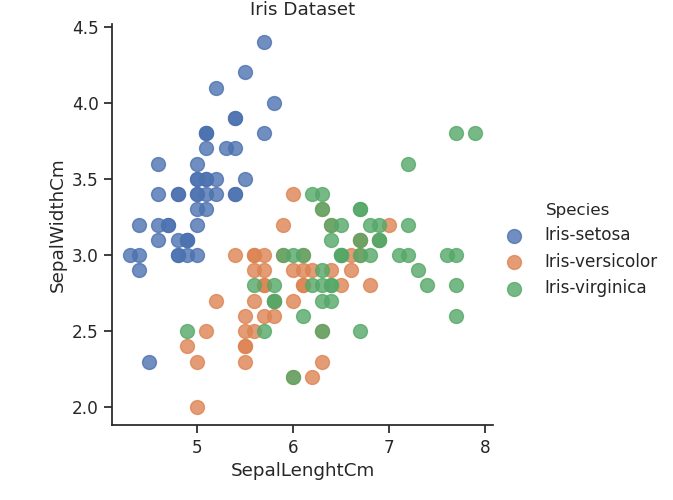 Iris Dataset
4.5
4.0
3.5
3.0
2.5
2.0
SepalWidthCm
5 6 7 8
SepalLenghtCm
Species
Iris-setosa
Iris-versicolor
Iris-virginica